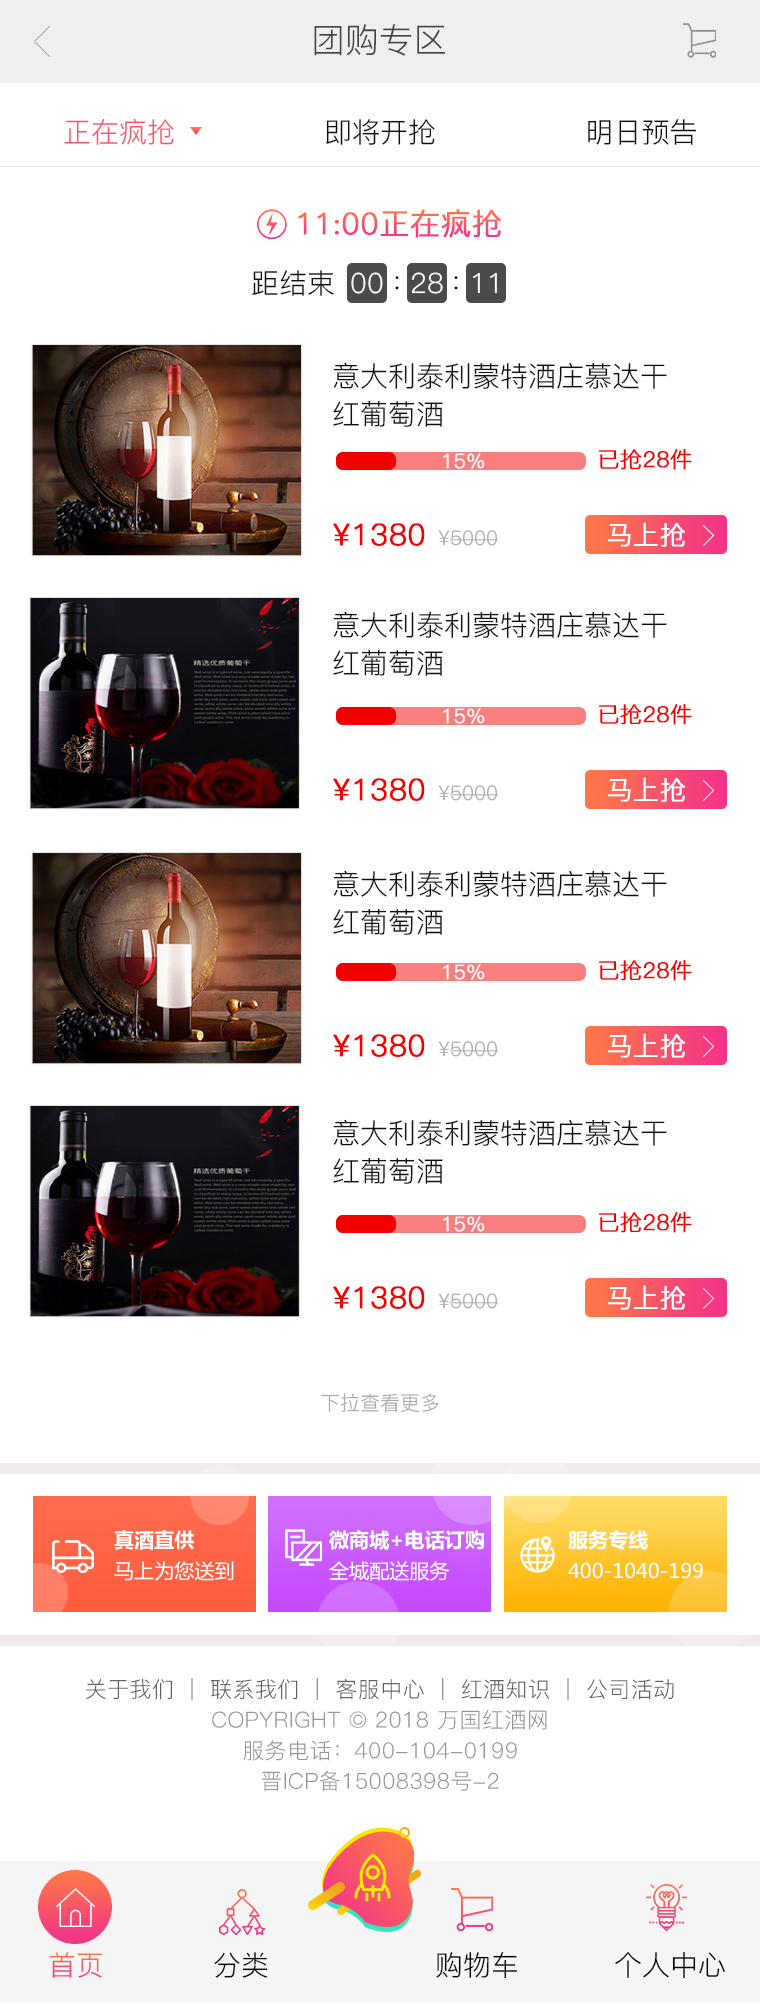 团购专区
正在疯抢 即将开抢 明日预告
11:00正在疯抢
距结束 00 : 28 : 11
意大利泰利蒙特酒庄慕达干
红葡萄酒
15% 已抢28件
¥1380 ¥5000 马上抢
精选优质葡萄干
意大利泰利蒙特酒庄慕达干
红葡萄酒
15% 已抢28件
¥1380 ¥5000 马上抢
意大利泰利蒙特酒庄慕达干
红葡萄酒
15% 已抢28件
¥1380 ¥5000 马上抢
精选优质葡萄干
意大利泰利蒙特酒庄慕达干
红葡萄酒
15% 已抢28件
¥1380 ¥5000 马上抢
下拉查看更多
真酒直供
马上为您送到
微商城+电话订购
全城配送服务
服务专线
400-1040-199
关于我们 | 联系我们 | 客服中心 | 红酒知识 | 公司活动
COPYRIGHT © 2018 万国红酒网
服务电话：400-104-0199
晋ICP备15008398号-2
首页 分类 购物车 个人中心